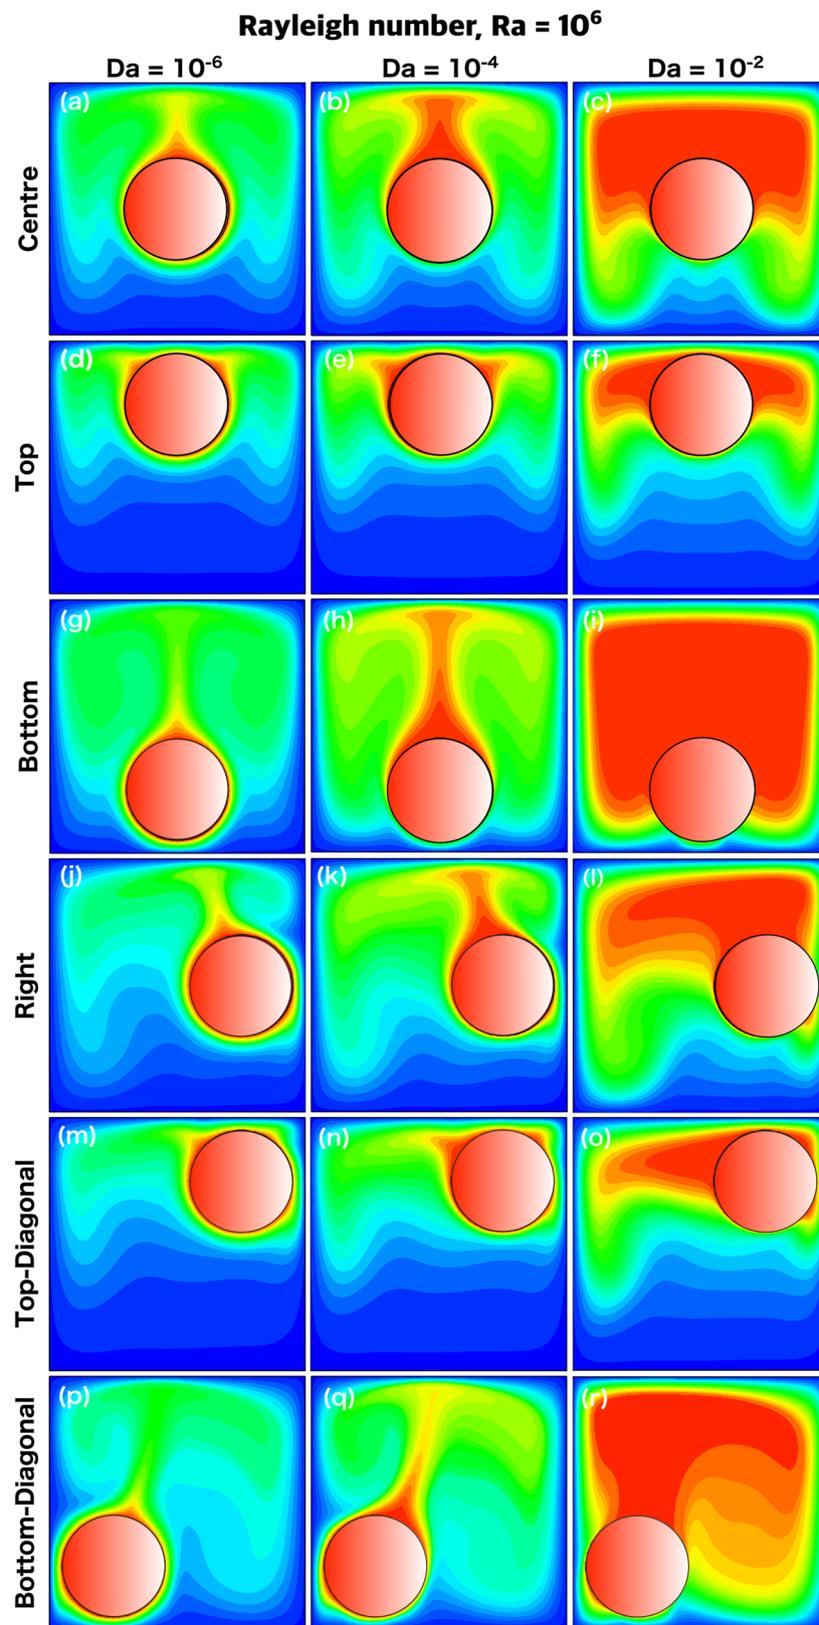 Rayleigh number, Ra = 10⁶
Da = 10⁻⁶ Da = 10⁻⁴ Da = 10⁻²
Centre
(a) (b) (c)
Top
(d) (e) (f)
Bottom
(g) (h) (i)
Right
(j) (k) (l)
Top-Diagonal
(m) (n) (o)
Bottom-Diagonal
(p) (q) (r)